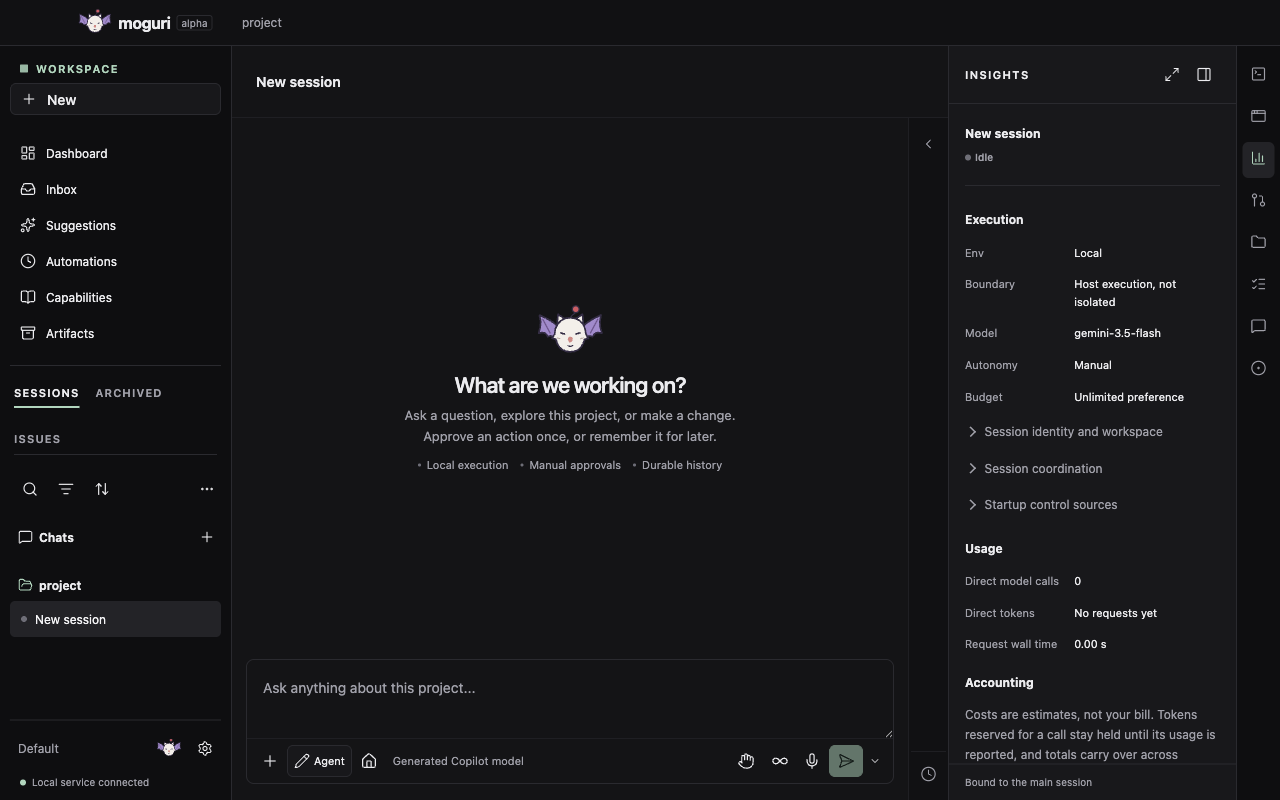 moguri alpha project
WORKSPACE
New
Dashboard
Inbox
Suggestions
Automations
Capabilities
Artifacts
SESSIONS ARCHIVED
ISSUES
Chats
project
New session
Default
Local service connected
New session
What are we working on?
Ask a question, explore this project, or make a change.
Approve an action once, or remember it for later.
• Local execution • Manual approvals • Durable history
Ask anything about this project...
Agent Generated Copilot model
INSIGHTS
New session
Idle
Execution
Env Local
Boundary Host execution, not
isolated
Model gemini-3.5-flash
Autonomy Manual
Budget Unlimited preference
Session identity and workspace
Session coordination
Startup control sources
Usage
Direct model calls 0
Direct tokens No requests yet
Request wall time 0.00 s
Accounting
Costs are estimates, not your bill. Tokens
reserved for a call stay held until its usage is
reported, and totals carry over across
Bound to the main session